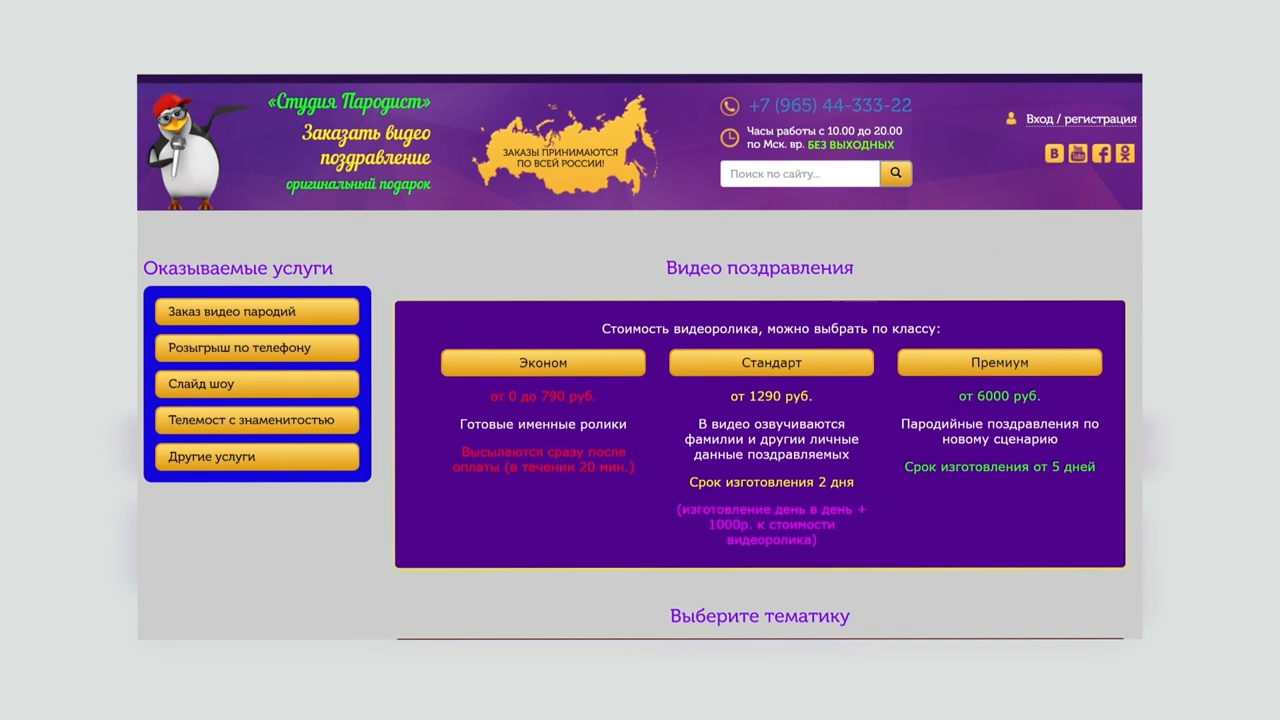 «Студия Пародист»
Заказать видео
поздравление
оригинальный подарок
ЗАКАЗЫ ПРИНИМАЮТСЯ
ПО ВСЕЙ РОССИИ!
+7 (965) 44-333-22
Часы работы с 10.00 до 20.00
по Мск. вр. БЕЗ ВЫХОДНЫХ
Поиск по сайту...
Вход / регистрация
B
You Tube
f
Оказываемые услуги
Заказ видео пародий
Розыгрыш по телефону
Слайд шоу
Телемост с знаменитостью
Другие услуги
Видео поздравления
Стоимость видеоролика, можно выбрать по классу:
Эконом
от 0 до 790 руб.
Готовые именные ролики
Высылаются сразу после
оплаты (в течении 20 мин.)
Стандарт
от 1290 руб.
В видео озвучиваются
фамилии и другии личные
данные поздравляемых
Срок изготовления 2 дня
(изготовление день в день +
1000р. к стоимости
видеоролика)
Премиум
от 6000 руб.
Пародийные поздравления по
новому сценарию
Срок изготовления от 5 дней
Выберите тематику